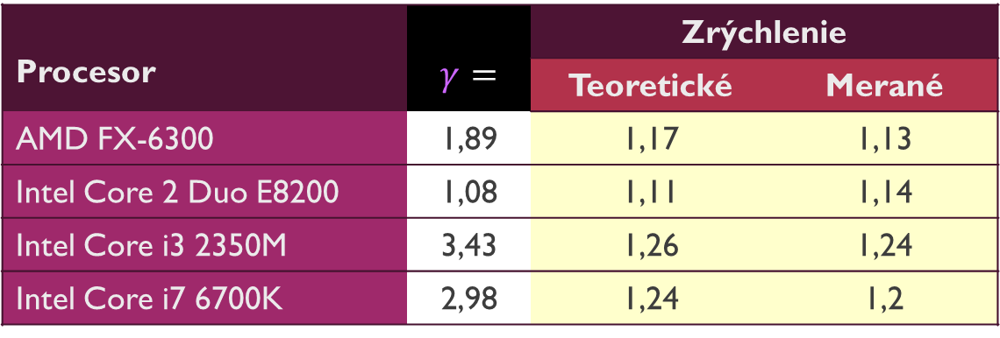 Procesor γ = Zrýchlenie
Teoretické Merané
AMD FX-6300 1,89 1,17 1,13
Intel Core 2 Duo E8200 1,08 1,11 1,14
Intel Core i3 2350M 3,43 1,26 1,24
Intel Core i7 6700K 2,98 1,24 1,2